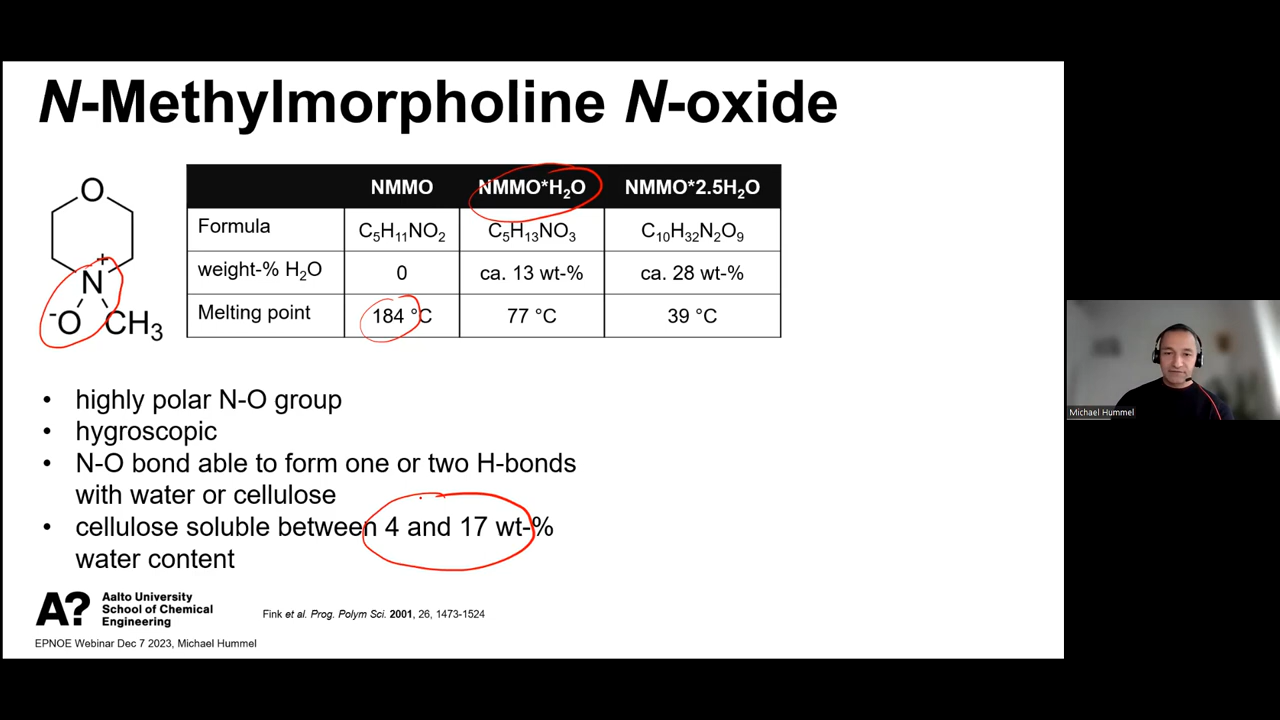 N-Methylmorpholine N-oxide
O
N
+
-O
CH₃
NMMO NMMO*H₂O NMMO*2.5H₂O
Formula C₅H₁₁NO₂ C₅H₁₃NO₃ C₁₀H₃₂N₂O₉
weight-% H₂O 0 ca. 13 wt-% ca. 28 wt-%
Melting point 184 °C 77 °C 39 °C
• highly polar N-O group
• hygroscopic
• N-O bond able to form one or two H-bonds
with water or cellulose
• cellulose soluble between 4 and 17 wt-%
water content
A?
Aalto University
School of Chemical
Engineering
Fink et al. Prog. Polym Sci. 2001, 26, 1473-1524
EPNOE Webinar Dec 7 2023, Michael Hummel
Michael Hummel